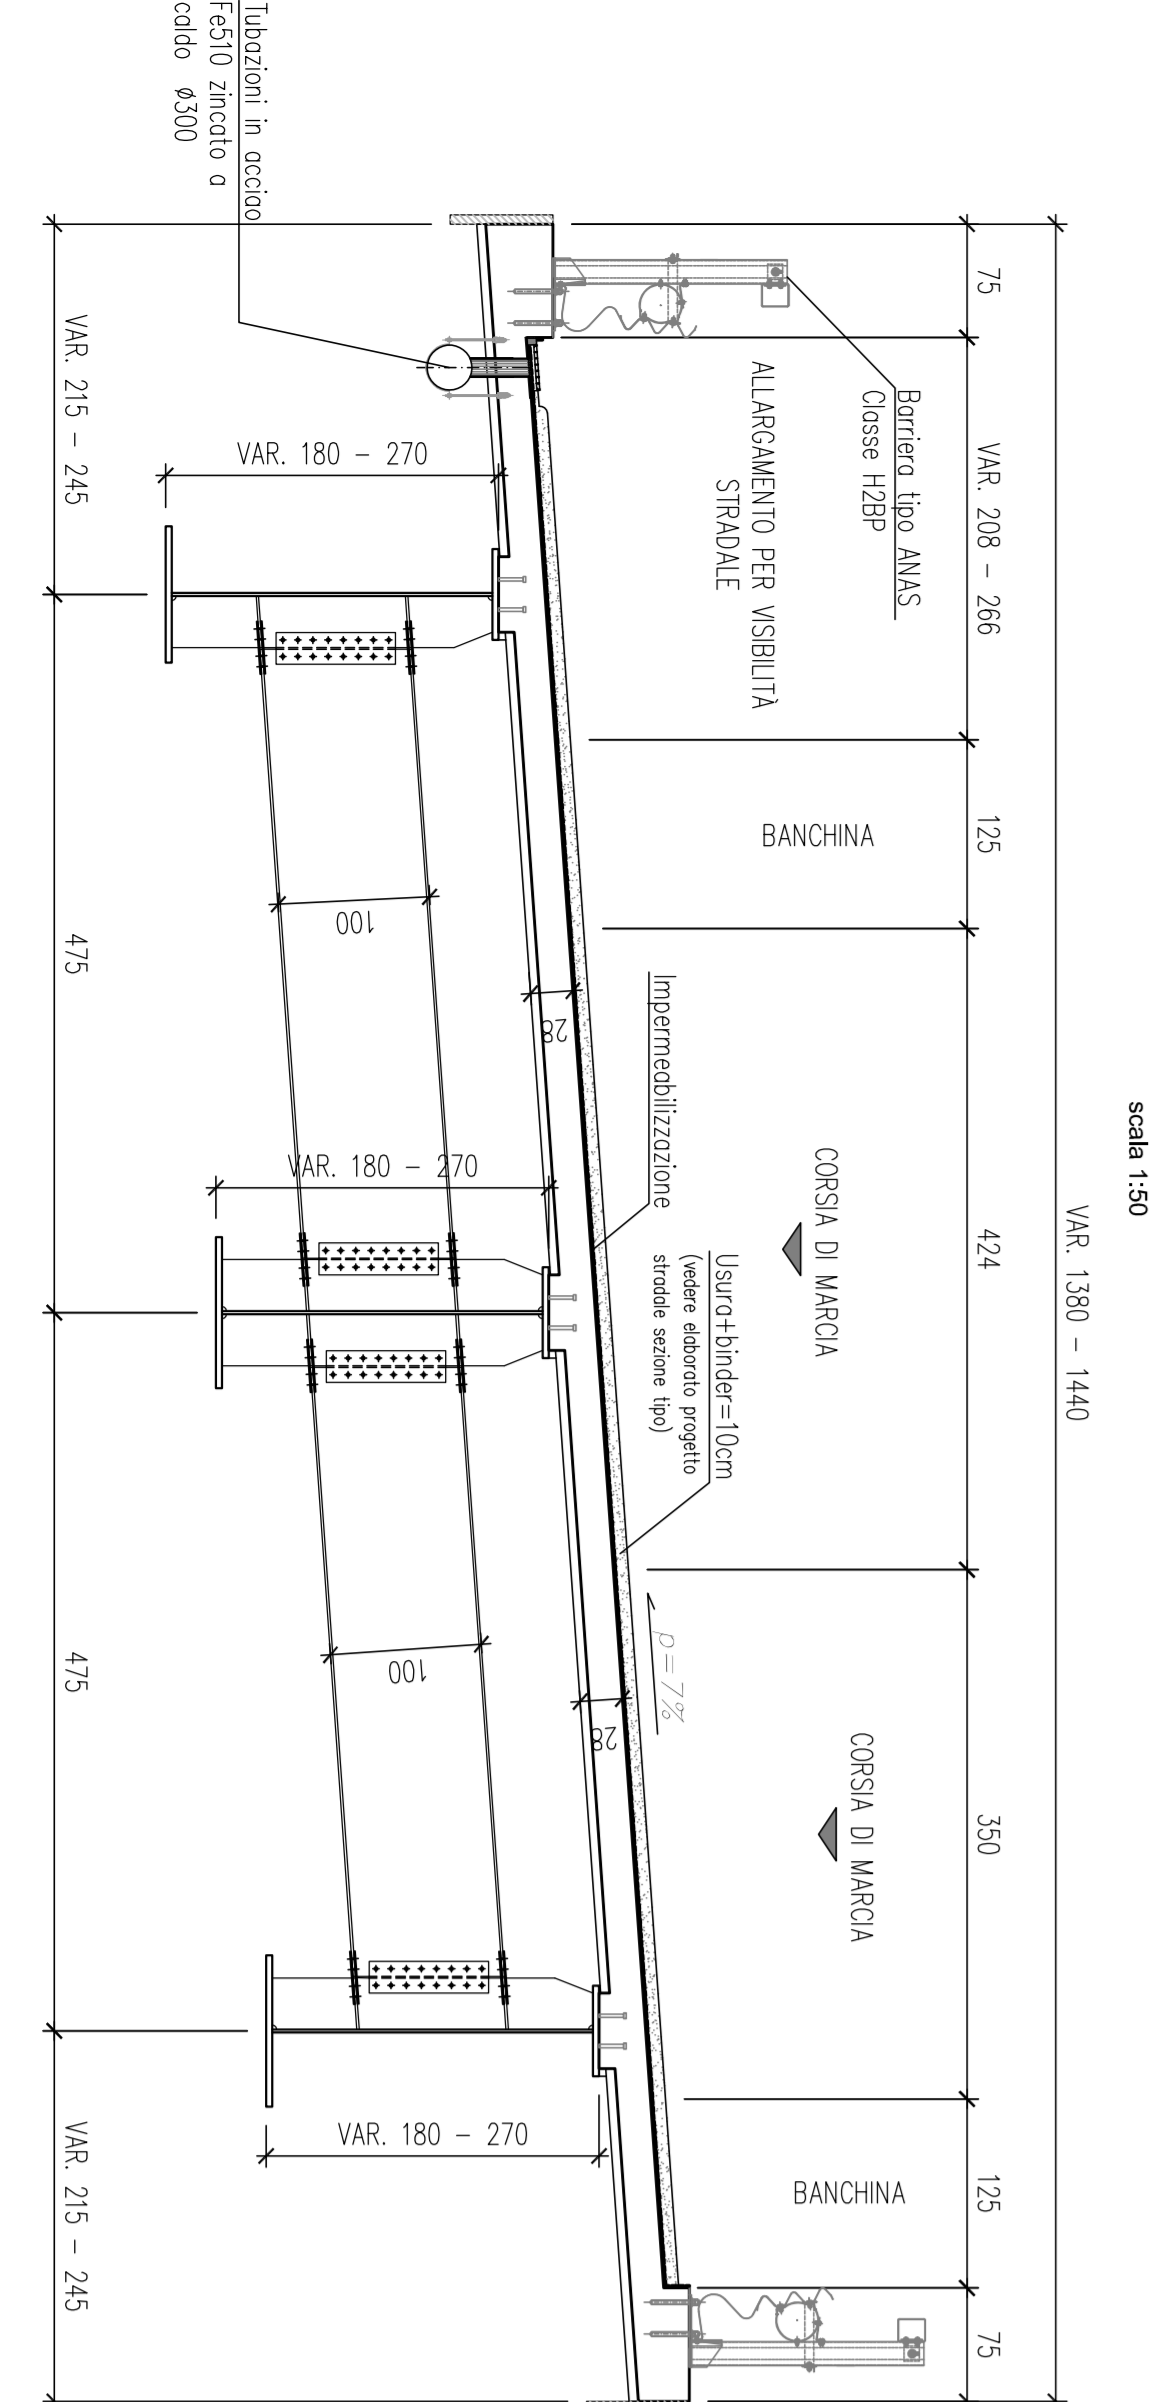 scala 1:50
VAR. 1380 - 1440
75
VAR. 208 - 266
125
424
350
125
75
Barriera tipo ANAS
Classe H2BP
ALLARGAMENTO PER VISIBILITÀ
STRADALE
BANCHINA
CORSIA DI MARCIA
CORSIA DI MARCIA
BANCHINA
Impermeabilizzazione
Usura+binder=10cm
(vedere elaborato progetto
stradale sezione tipo)
p=7%
28
28
100
100
VAR. 180 - 270
VAR. 180 - 270
VAR. 180 - 270
Tubazioni in acciao
Fe510 zincato a
caldo ø300
VAR. 215 - 245
475
475
VAR. 215 - 245